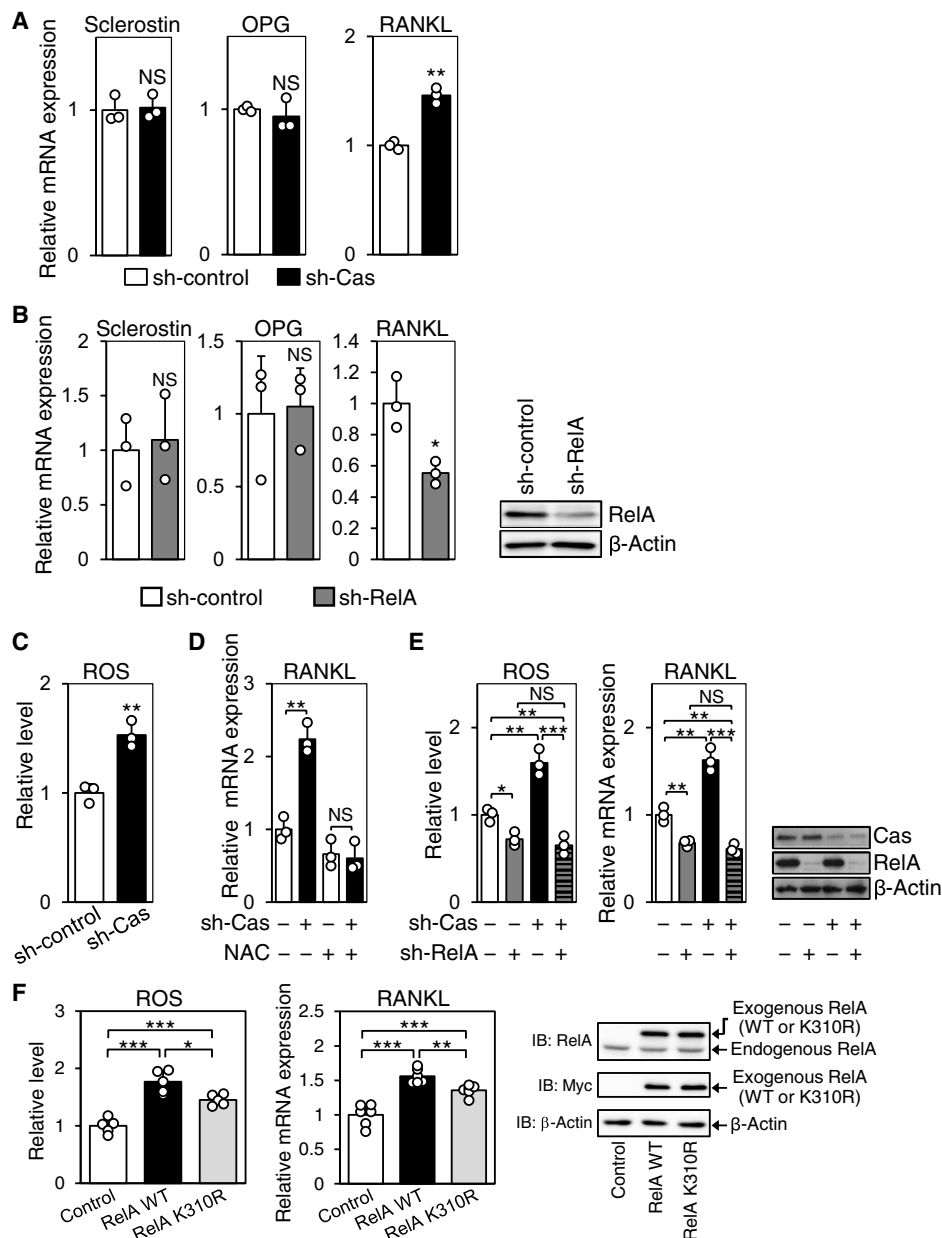 A
Sclerostin OPG RANKL
Relative mRNA expression
1
0
NS
1
0
NS
2
1
0
**
sh-control sh-Cas
B
Sclerostin OPG RANKL
Relative mRNA expression
2
1.5
1
0.5
0
NS
1.5
1
0.5
0
NS
1.4
1.2
1
0.8
0.6
0.4
0.2
0
*
sh-control sh-RelA
sh-control sh-RelA
RelA
β-Actin
C
ROS
Relative level
2
1
0
**
sh-control sh-Cas
D
RANKL
Relative mRNA expression
3
2
1
0
** NS
sh-Cas – + – +
NAC – – + +
E
ROS
Relative level
2
1
0
NS
**
** ***
*
sh-Cas – – + +
sh-RelA – + – +
RANKL
Relative mRNA expression
2
1
0
NS
**
** ***
**
– – + +
– + – +
Cas
RelA
β-Actin
– – + +
– + – +
F
ROS
Relative level
3
2
1
0
***
*** *
Control RelA WT RelA K310R
RANKL
Relative mRNA expression
2.5
2
1.5
1
0.5
0
***
*** **
Control RelA WT RelA K310R
IB: RelA
Exogenous RelA
(WT or K310R)
Endogenous RelA
IB: Myc
Exogenous RelA
(WT or K310R)
IB: β-Actin
β-Actin
Control RelA WT RelA K310R